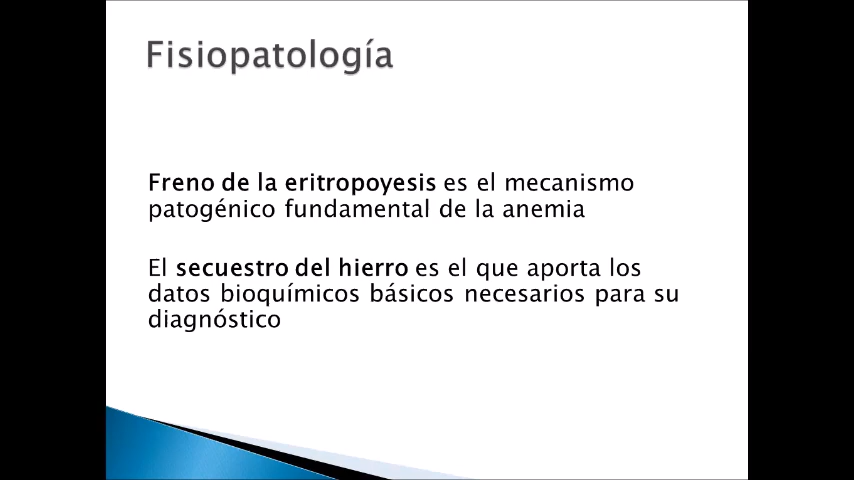 Fisiopatología
Freno de la eritropoyesis es el mecanismo
patogénico fundamental de la anemia
El secuestro del hierro es el que aporta los
datos bioquímicos básicos necesarios para su
diagnóstico